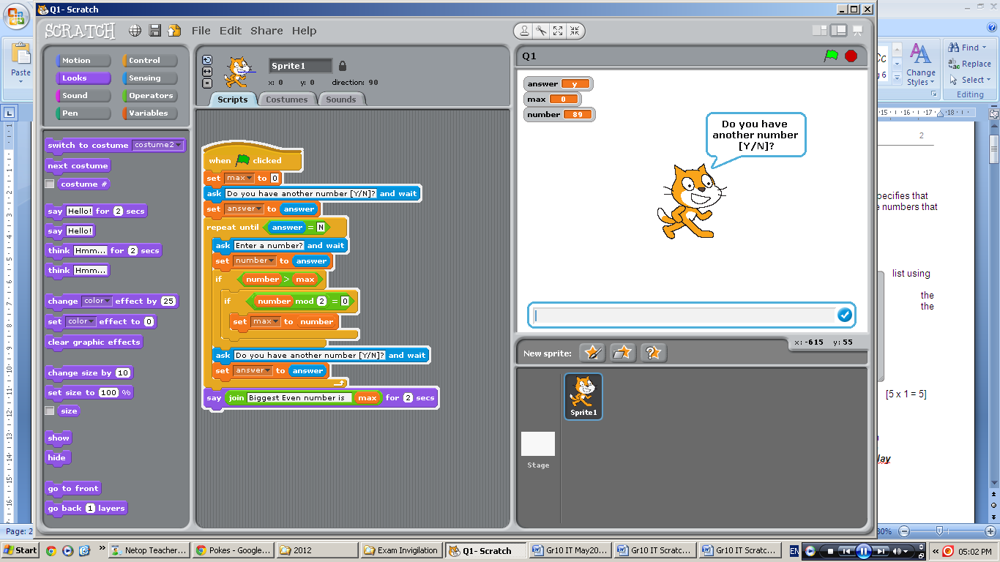 Q1- Scratch
SCRATCH
File Edit Share Help
Paste
Motion Control
Looks Sensing
Sound Operators
Pen Variables
switch to costume costume2
next costume
costume #
say Hello! for 2 secs
say Hello!
think Hmm... for 2 secs
think Hmm...
change color effect by 25
set color effect to 0
clear graphic effects
change size by 10
set size to 100 %
size
show
hide
go to front
go back 1 layers
Sprite1
x: 0 y: 0 direction: 90
Scripts Costumes Sounds
when clicked
set max to 0
ask Do you have another number [Y/N]? and wait
set answer to answer
repeat until answer = N
ask Enter a number? and wait
set number to answer
if number > max
if number mod 2 = 0
set max to number
ask Do you have another number [Y/N]? and wait
set answer to answer
say join Biggest Even number is max for 2 secs
Q1
answer y
max 0
number 89
Do you have
another number
[Y/N]?
x: -615 y: 55
New sprite:
Sprite1
Stage
Find
Replace
Select
Change
Styles
Editing
15 16 17 18
2
pecifies that
e numbers that
list using
the
the
[5 x 1 = 5]
lay
Page: 2
30%
Start
Netop Teacher...
Pokes - Google...
2012
Exam Invigilation
Q1- Scratch
Gr10 IT May20...
Gr10 IT Scratc...
Gr10 IT Scratc...
EN
05:02 PM